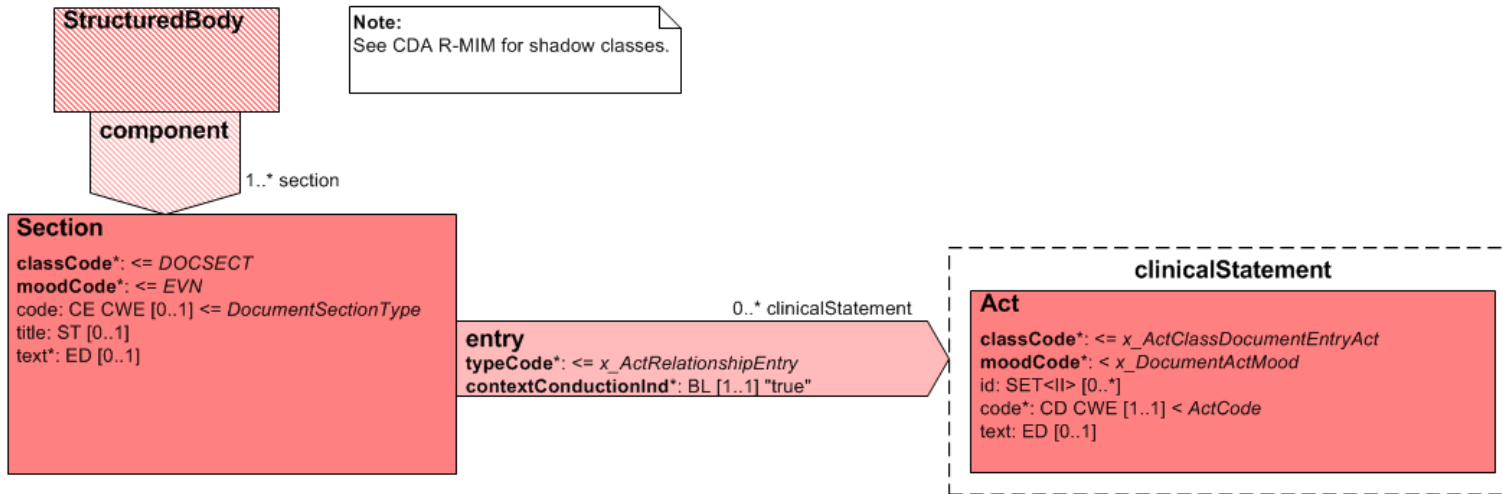 StructuredBody
Note:
See CDA R-MIM for shadow classes.
component
1..* section
Section
classCode*: <= DOCSECT
moodCode*: <= EVN
code: CE CWE [0..1] <= DocumentSectionType
title: ST [0..1]
text*: ED [0..1]
0..* clinicalStatement
entry
typeCode*: <= x_ActRelationshipEntry
contextConductionInd*: BL [1..1] "true"
clinicalStatement
Act
classCode*: <= x_ActClassDocumentEntryAct
moodCode*: < x_DocumentActMood
id: SET<II> [0..*]
code*: CD CWE [1..1] < ActCode
text: ED [0..1]